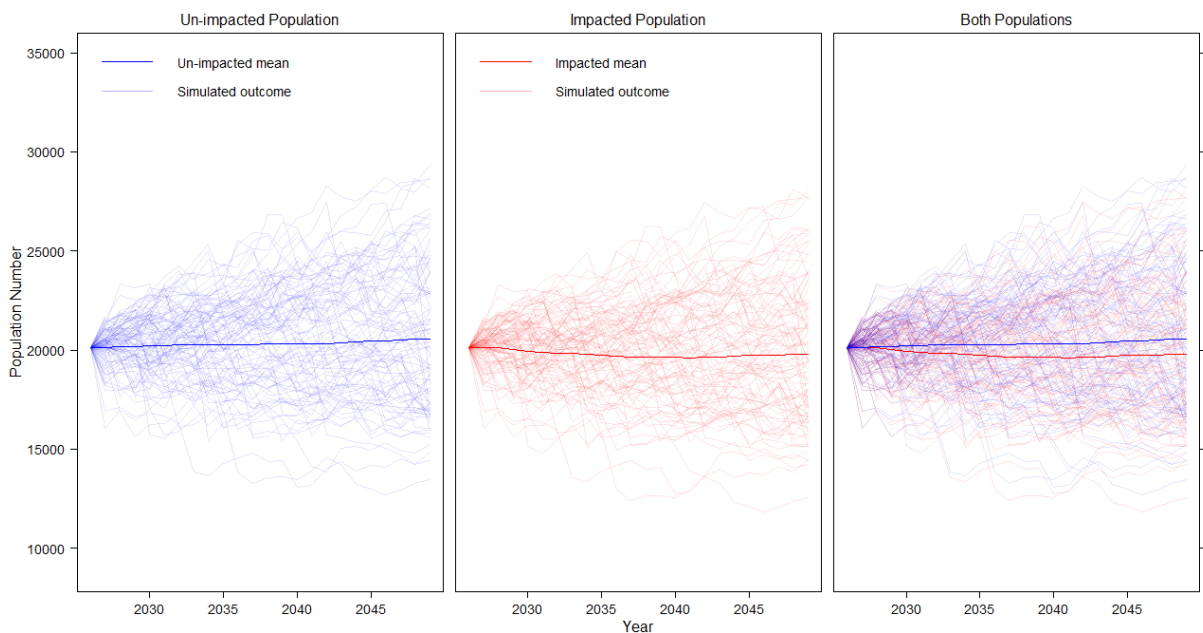 Un-impacted Population
Impacted Population
Both Populations
Un-impacted mean
Simulated outcome
Impacted mean
Simulated outcome
Population Number
35000
30000
25000
20000
15000
10000
2030 2035 2040 2045
2030 2035 2040 2045
2030 2035 2040 2045
Year